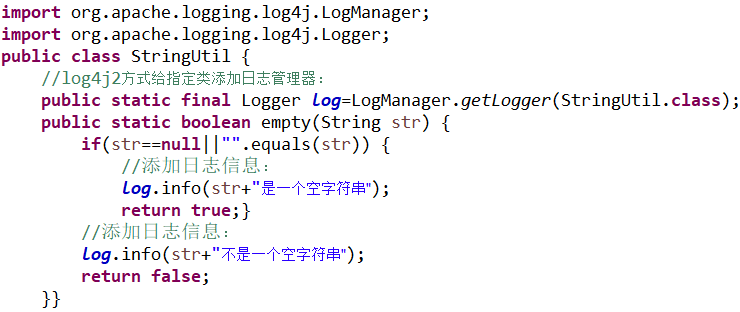 import org.apache.logging.log4j.LogManager;
import org.apache.logging.log4j.Logger;
public class StringUtil {
    //log4j2方式给指定类添加日志管理器：
    public static final Logger log=LogManager.getLogger(StringUtil.class);
    public static boolean empty(String str) {
        if(str==null||"".equals(str)) {
            //添加日志信息：
            log.info(str+"是一个空字符串");
            return true;}
        //添加日志信息：
        log.info(str+"不是一个空字符串");
        return false;
    }}